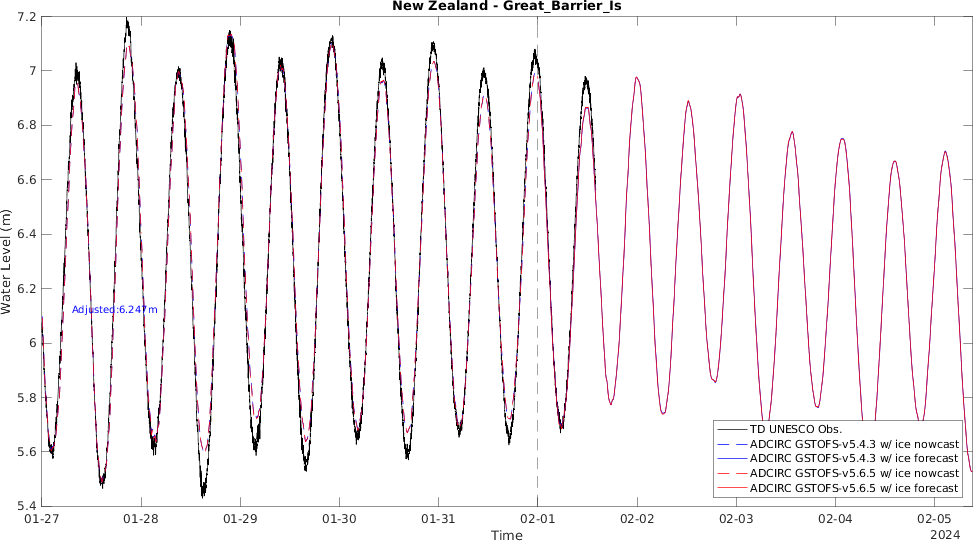 New Zealand - Great_Barrier_Is
7.2
7
6.8
6.6
6.4
6.2
6
5.8
5.6
5.4
Water Level (m)
Adjusted:6.247m
TD UNESCO Obs.
ADCIRC GSTOFS-v5.4.3 w/ ice nowcast
ADCIRC GSTOFS-v5.4.3 w/ ice forecast
ADCIRC GSTOFS-v5.6.5 w/ ice nowcast
ADCIRC GSTOFS-v5.6.5 w/ ice forecast
01-27 01-28 01-29 01-30 01-31 02-01 02-02 02-03 02-04 02-05
Time 2024